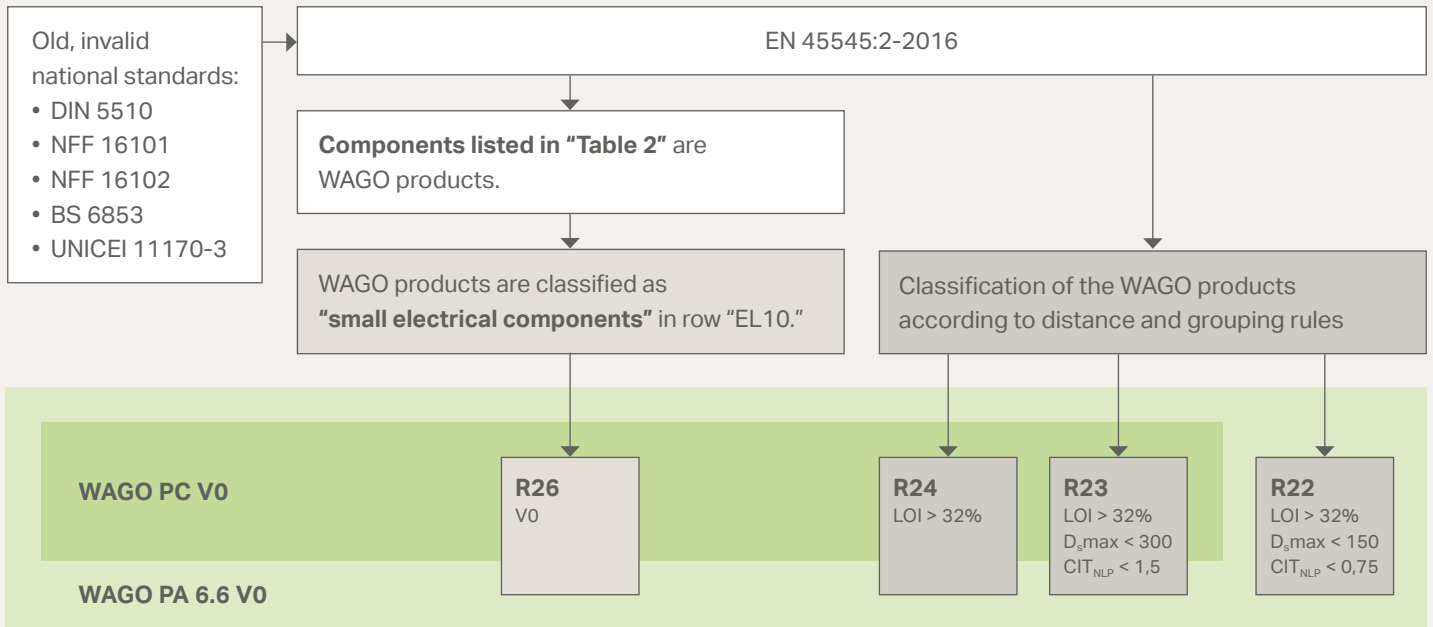 Old, invalid
national standards:
• DIN 5510
• NFF 16101
• NFF 16102
• BS 6853
• UNICEI 11170-3
EN 45545:2-2016
Components listed in “Table 2” are
WAGO products.
WAGO products are classified as
“small electrical components” in row “EL10.”
Classification of the WAGO products
according to distance and grouping rules
WAGO PC V0
R26
V0
R24
LOI > 32%
R23
LOI > 32%
Dₛmax < 300
CIT_NLP < 1,5
R22
LOI > 32%
Dₛmax < 150
CIT_NLP < 0,75
WAGO PA 6.6 V0